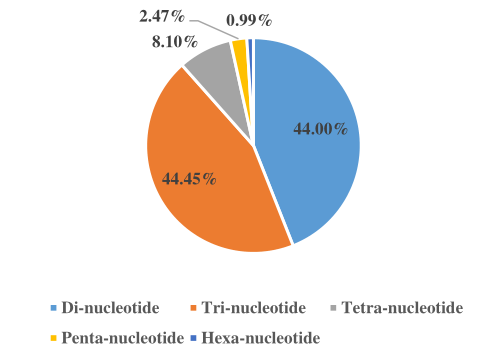 2.47%
0.99%
8.10%
44.00%
44.45%
Di-nucleotide Tri-nucleotide Tetra-nucleotide
Penta-nucleotide Hexa-nucleotide